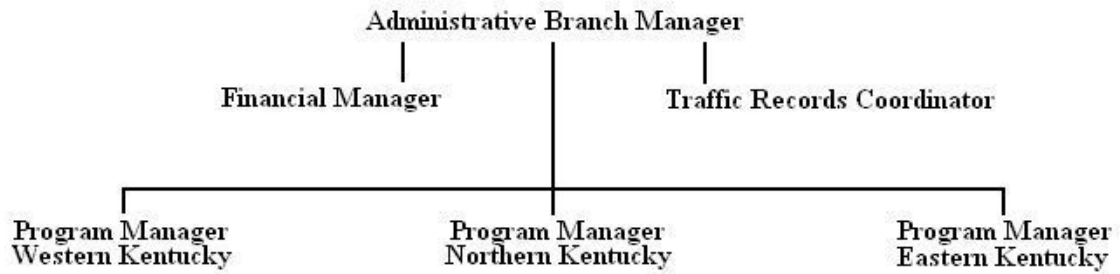 Administrative Branch Manager
Financial Manager
Traffic Records Coordinator
Program Manager
Western Kentucky
Program Manager
Northern Kentucky
Program Manager
Eastern Kentucky